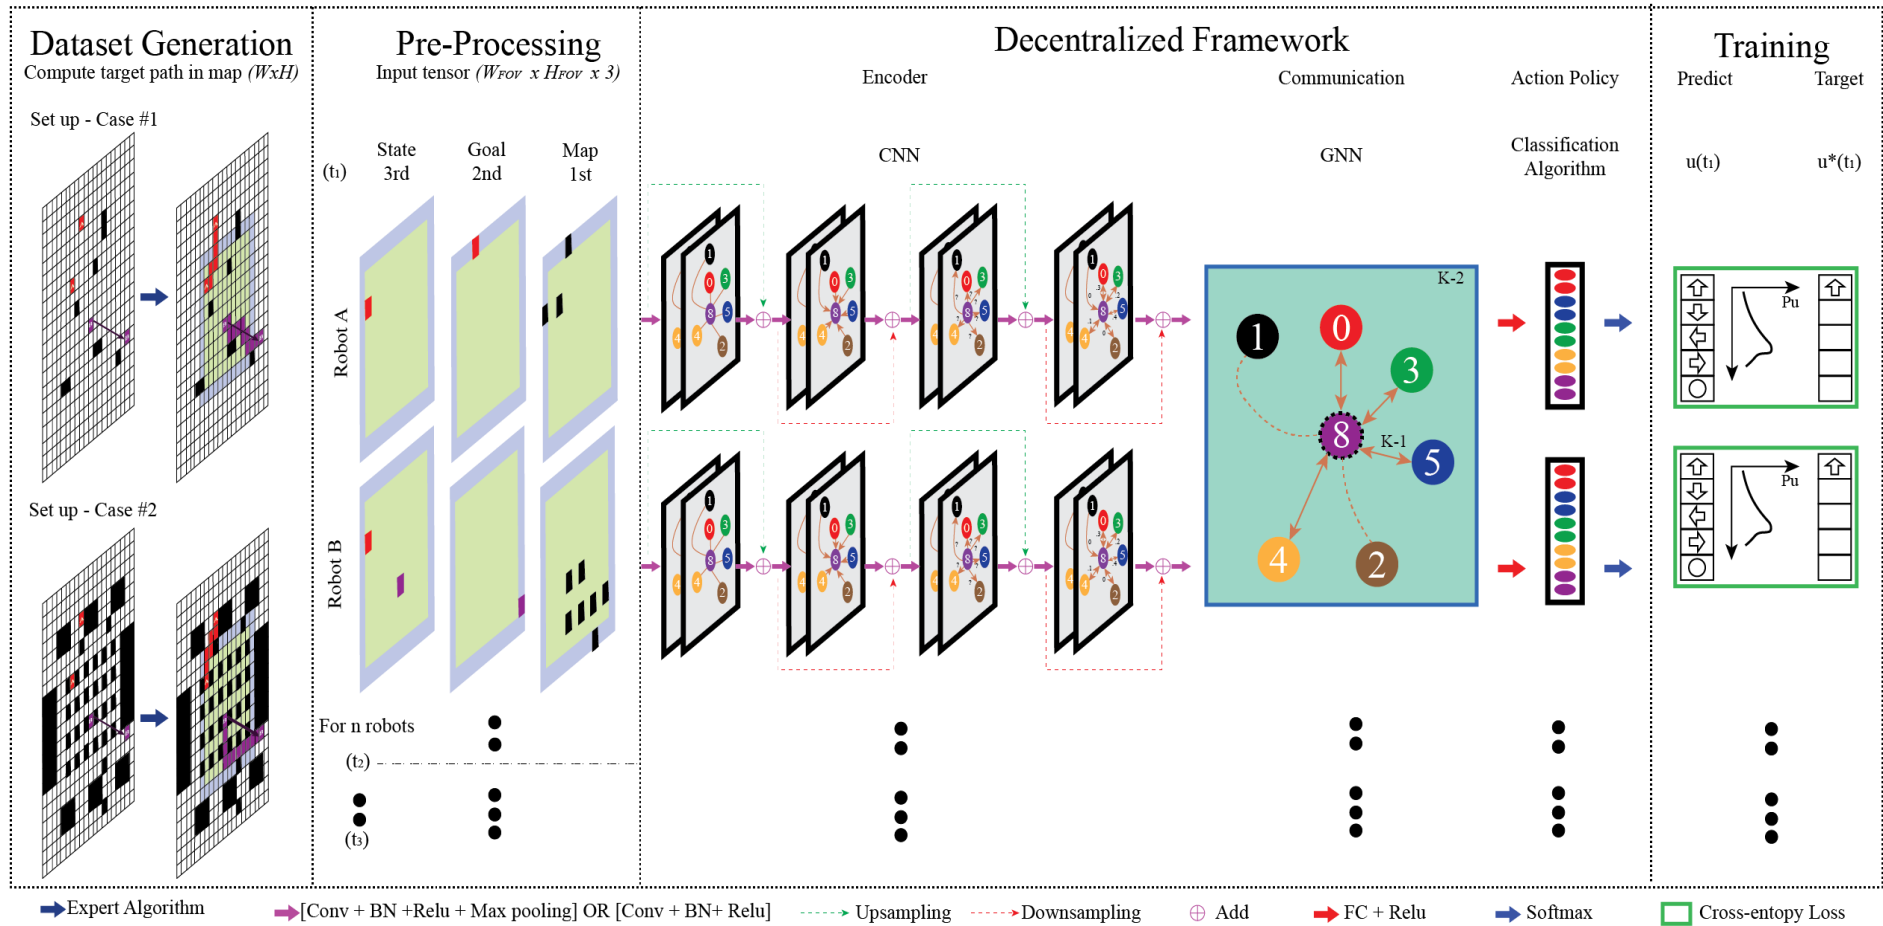 Dataset Generation
Compute target path in map (WxH)
Set up - Case #1
Set up - Case #2
Pre-Processing
Input tensor (WFOV x HFOV x 3)
(t1)
State
3rd
Goal
2nd
Map
1st
Robot A
Robot B
For n robots
(t2)
(t3)
Decentralized Framework
Encoder
Communication
Action Policy
CNN
GNN
Classification
Algorithm
1
0
3
8
5
4
2
K-2
K-1
Training
Predict
Target
u(t1)
u*(t1)
Pu
Pu
Expert Algorithm
[Conv + BN +Relu + Max pooling] OR [Conv + BN+ Relu]
Upsampling
Downsampling
Add
FC + Relu
Softmax
Cross-entopy Loss